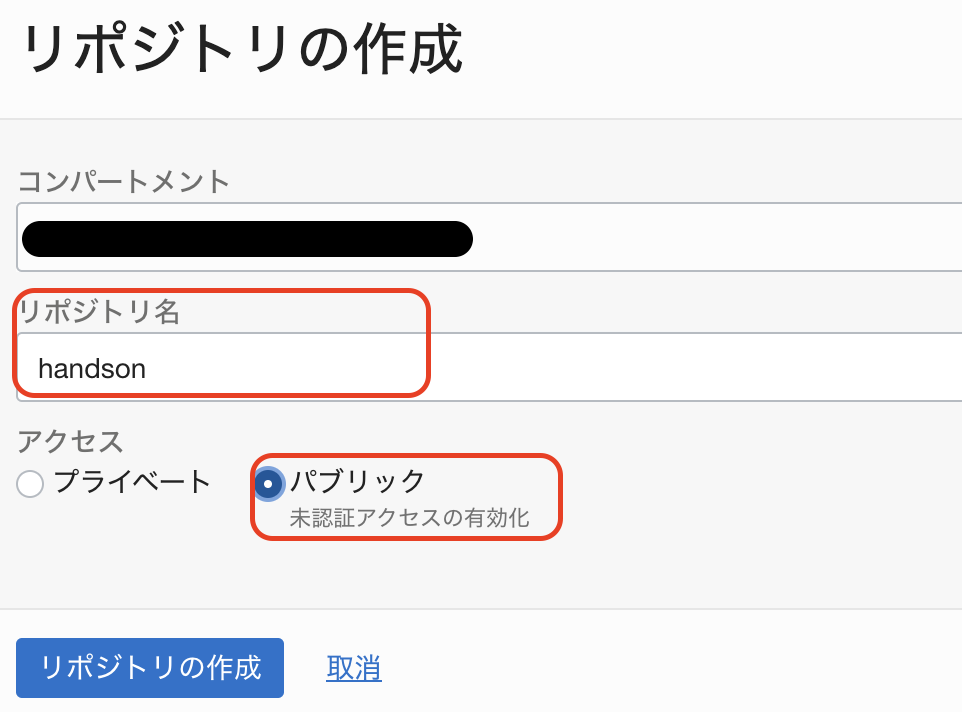 リポジトリの作成
コンパートメント
リポジトリ名
handson
アクセス
プライベート
パブリック
未認証アクセスの有効化
リポジトリの作成
取消